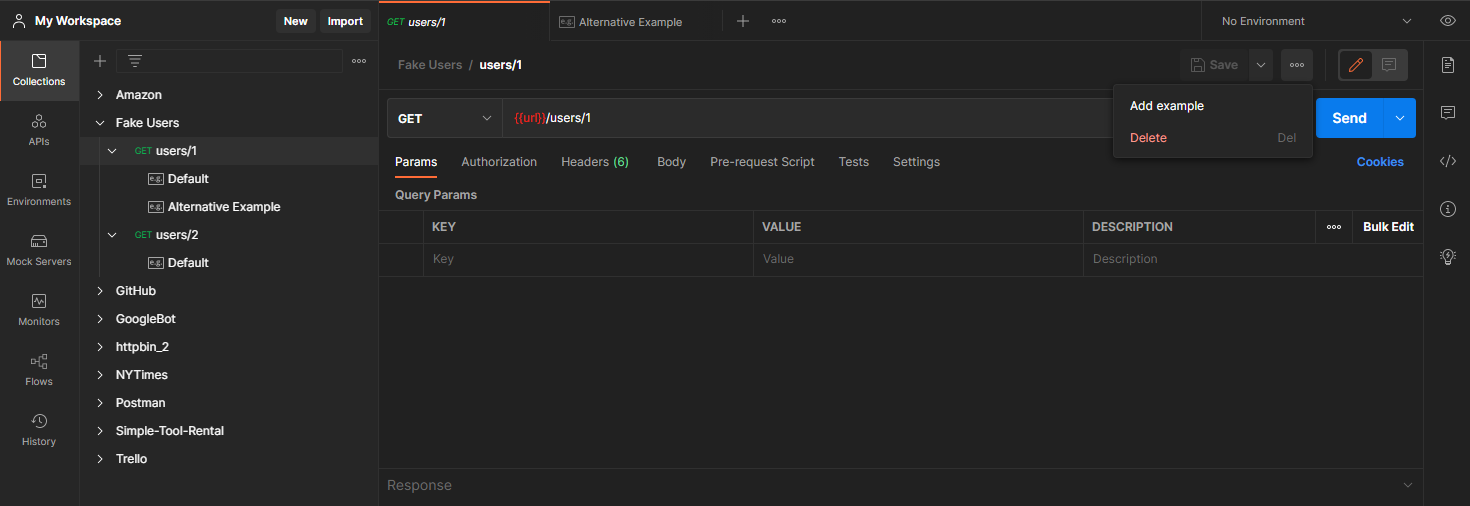 My Workspace New Import
GET users/1
e.g. Alternative Example
No Environment
Collections
APIs
Environments
Mock Servers
Monitors
Flows
History
Amazon
Fake Users
GET users/1
e.g. Default
e.g. Alternative Example
GET users/2
e.g. Default
GitHub
GoogleBot
httpbin_2
NYTimes
Postman
Simple-Tool-Rental
Trello
Fake Users / users/1
Save
Add example
Delete Del
GET {{url}}/users/1
Send
Params Authorization Headers (6) Body Pre-request Script Tests Settings Cookies
Query Params
KEY VALUE DESCRIPTION Bulk Edit
Key Value Description
Response